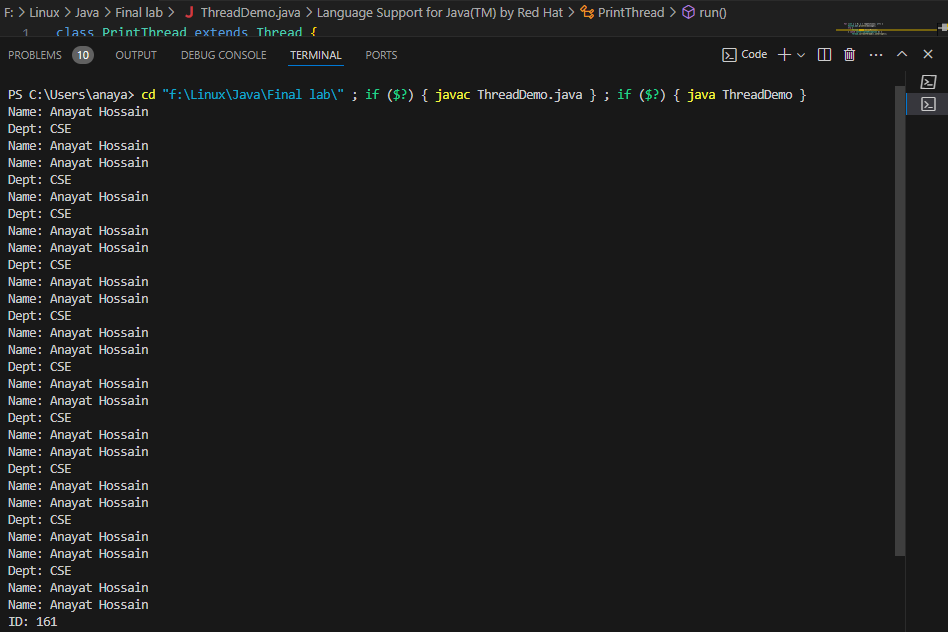 F: > Linux > Java > Final lab > J ThreadDemo.java > Language Support for Java(TM) by Red Hat > PrintThread > run()
1 class PrintThread extends Thread {
PROBLEMS 10 OUTPUT DEBUG CONSOLE TERMINAL PORTS Code
PS C:\Users\anaya> cd "f:\Linux\Java\Final lab\" ; if ($?) { javac ThreadDemo.java } ; if ($?) { java ThreadDemo }
Name: Anayat Hossain
Dept: CSE
Name: Anayat Hossain
Name: Anayat Hossain
Dept: CSE
Name: Anayat Hossain
Dept: CSE
Name: Anayat Hossain
Name: Anayat Hossain
Dept: CSE
Name: Anayat Hossain
Name: Anayat Hossain
Dept: CSE
Name: Anayat Hossain
Name: Anayat Hossain
Dept: CSE
Name: Anayat Hossain
Name: Anayat Hossain
Dept: CSE
Name: Anayat Hossain
Name: Anayat Hossain
Dept: CSE
Name: Anayat Hossain
Name: Anayat Hossain
Dept: CSE
Name: Anayat Hossain
Name: Anayat Hossain
Dept: CSE
Name: Anayat Hossain
Name: Anayat Hossain
ID: 161